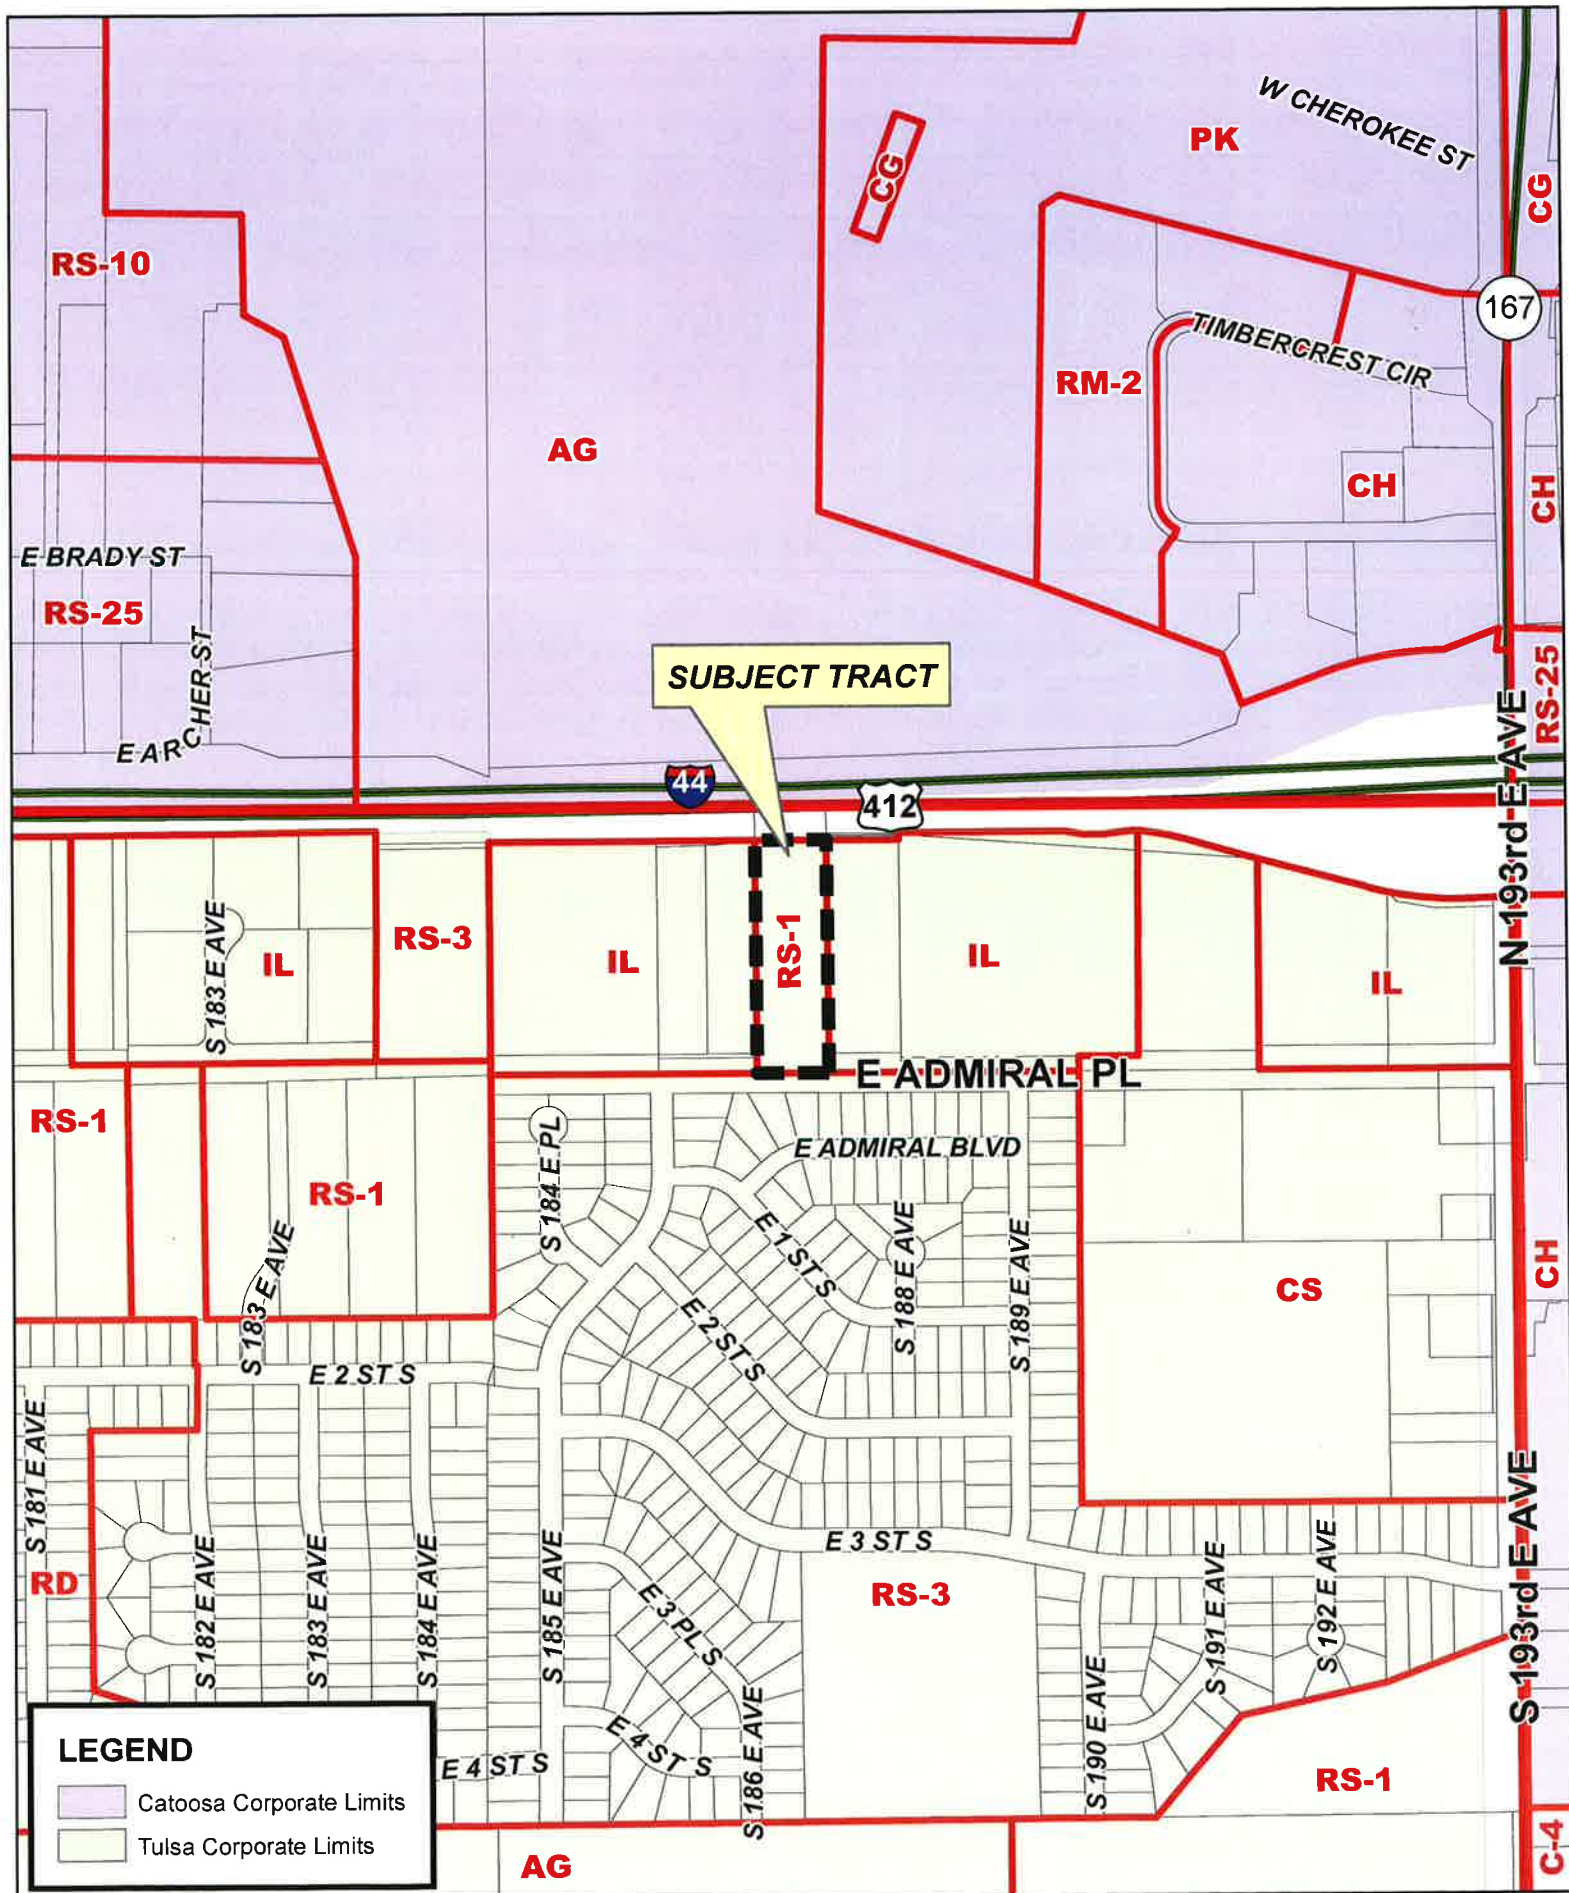 W CHEROKEE ST
PK
CG
CG
RS-10
167
TIMBERCREST CIR
RM-2
AG
CH
CH
E BRADY ST
RS-25
E ARCHER ST
SUBJECT TRACT
RS-25
N 193rd E AVE
44
412
S 183 E AVE
IL
RS-3
IL
RS-1
IL
IL
E ADMIRAL PL
RS-1
RS-1
S 183 E AVE
S 184 E PL
E ADMIRAL BLVD
E 1 ST S
S 188 E AVE
S 189 E AVE
CH
CS
E 2 ST S
E 2 ST S
S 181 E AVE
RD
S 182 E AVE
S 183 E AVE
S 184 E AVE
S 185 E AVE
E 3 ST S
RS-3
E 3 PL S
S 186 E AVE
S 190 E AVE
S 191 E AVE
S 192 E AVE
S 193rd E AVE
E 4 ST S
E 4 ST S
RS-1
C-4
AG
LEGEND
Catoosa Corporate Limits
Tulsa Corporate Limits